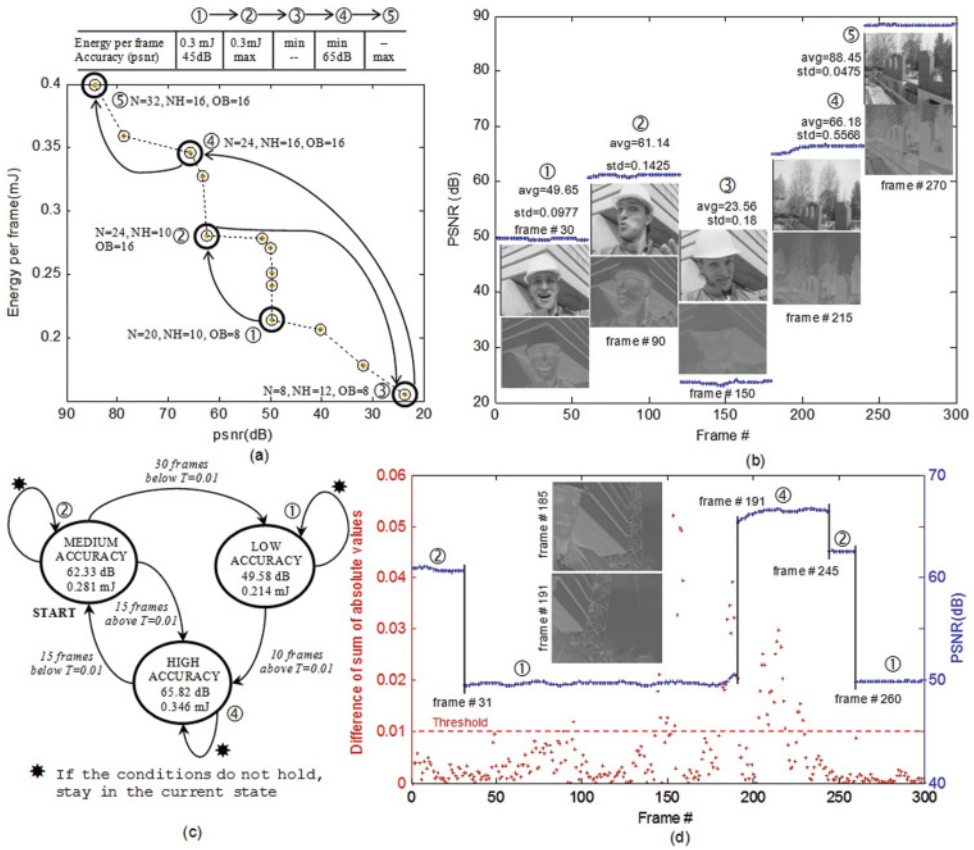 ① → ② → ③ → ④ → ⑤
Energy per frame 0.3 mJ 0.3mJ min min --
Accuracy (psnr) 45dB max -- 65dB max
Energy per frame(mJ)
0.4
0.35
0.3
0.25
0.2
⑤ N=32, NH=16, OB=16
④
N=24, NH=16, OB=16
N=24, NH=10
OB=16
②
N=20, NH=10, OB=8
①
N=8, NH=12, OB=8 ③
90 80 70 60 50 40 30 20
psnr(dB)
(a)
PSNR (dB)
90
80
70
60
50
40
30
20
①
avg=49.65
std=0.0977
frame # 30
②
avg=61.14
std=0.1425
frame # 90
③
avg=23.56
std=0.18
frame # 150
④
avg=66.18
std=0.5568
frame # 215
⑤
avg=88.45
std=0.0475
frame # 270
0 50 100 150 200 250 300
Frame #
(b)
30 frames
below T=0.01
②
MEDIUM
ACCURACY
62.33 dB
0.281 mJ
START
①
LOW
ACCURACY
49.58 dB
0.214 mJ
15 frames
above T=0.01
15 frames
below T=0.01
10 frames
above T=0.01
HIGH
ACCURACY
65.82 dB
0.346 mJ
④
If the conditions do not hold,
stay in the current state
(c)
Difference of sum of absolute values
0.06
0.05
0.04
0.03
0.02
0.01
0
②
frame # 31
①
frame # 185
frame # 191
frame # 191
④
②
frame # 245
①
frame # 260
Threshold
70
60
50
40
PSNR(dB)
0 50 100 150 200 250 300
Frame #
(d)